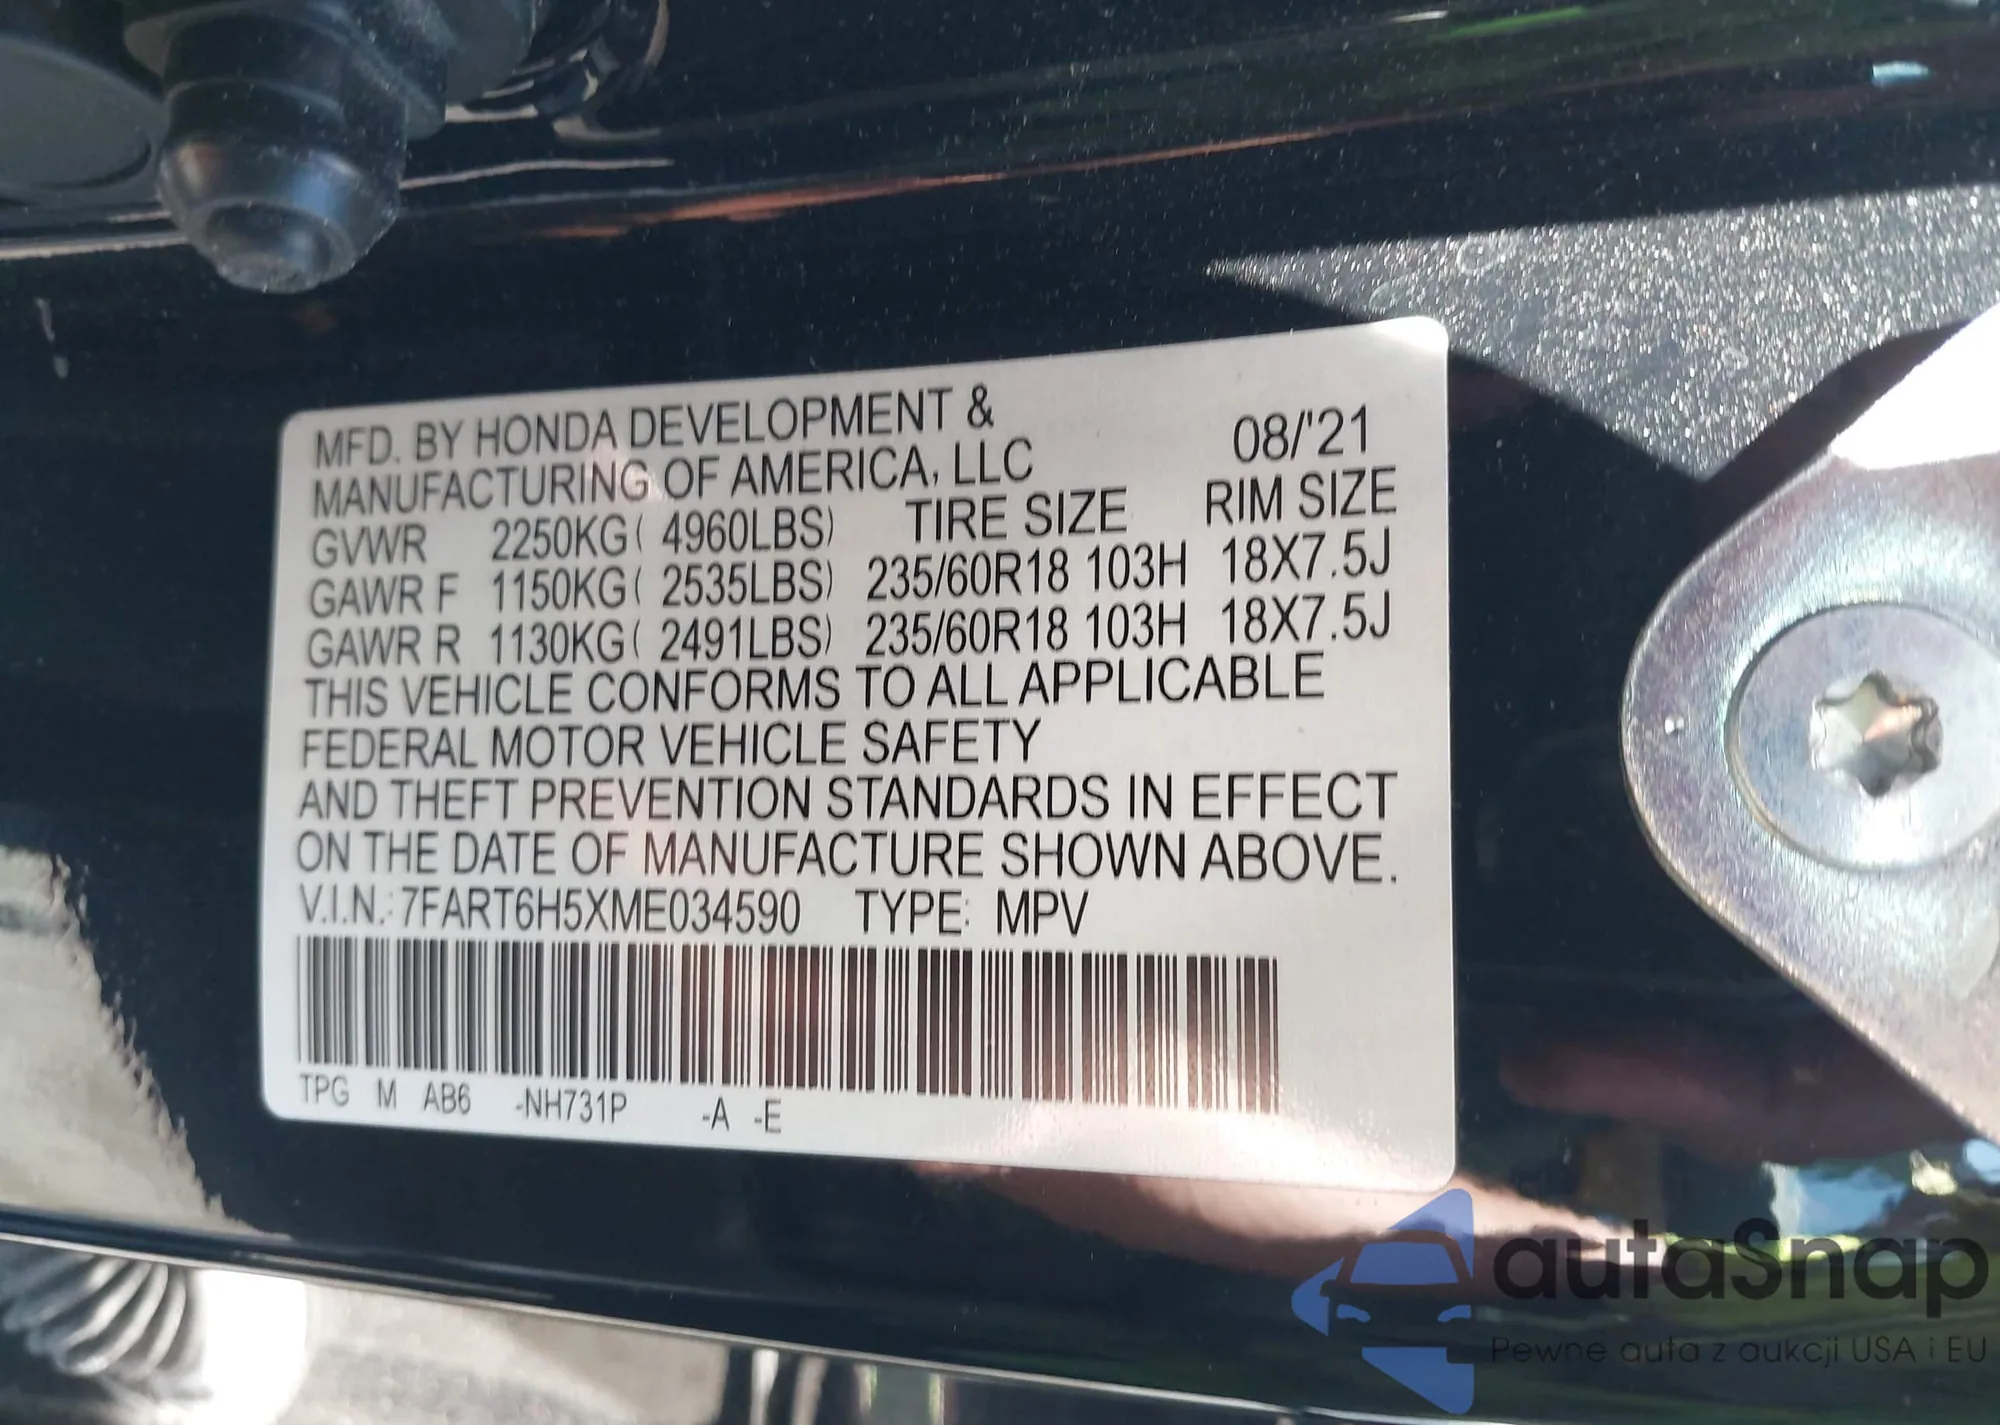 MFD. BY HONDA DEVELOPMENT &
MANUFACTURING OF AMERICA, LLC 08/'21
GVWR 2250KG( 4960LBS) TIRE SIZE RIM SIZE
GAWR F 1150KG( 2535LBS) 235/60R18 103H 18X7.5J
GAWR R 1130KG( 2491LBS) 235/60R18 103H 18X7.5J
THIS VEHICLE CONFORMS TO ALL APPLICABLE
FEDERAL MOTOR VEHICLE SAFETY
AND THEFT PREVENTION STANDARDS IN EFFECT
ON THE DATE OF MANUFACTURE SHOWN ABOVE.
V.I.N.: 7FART6H5XME034590 TYPE: MPV
TPG M AB6 -NH731P -A -E
autaSnap
Pewne auta z aukcji USA i EU